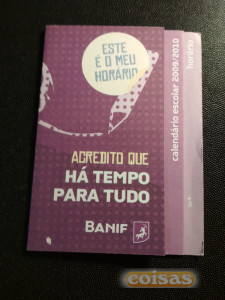 ESTE
É O MEU
HORÁRIO
ACREDITO QUE
HÁ TEMPO
PARA TUDO
BANIF
calendário escolar 2009/2010
horário
coisas